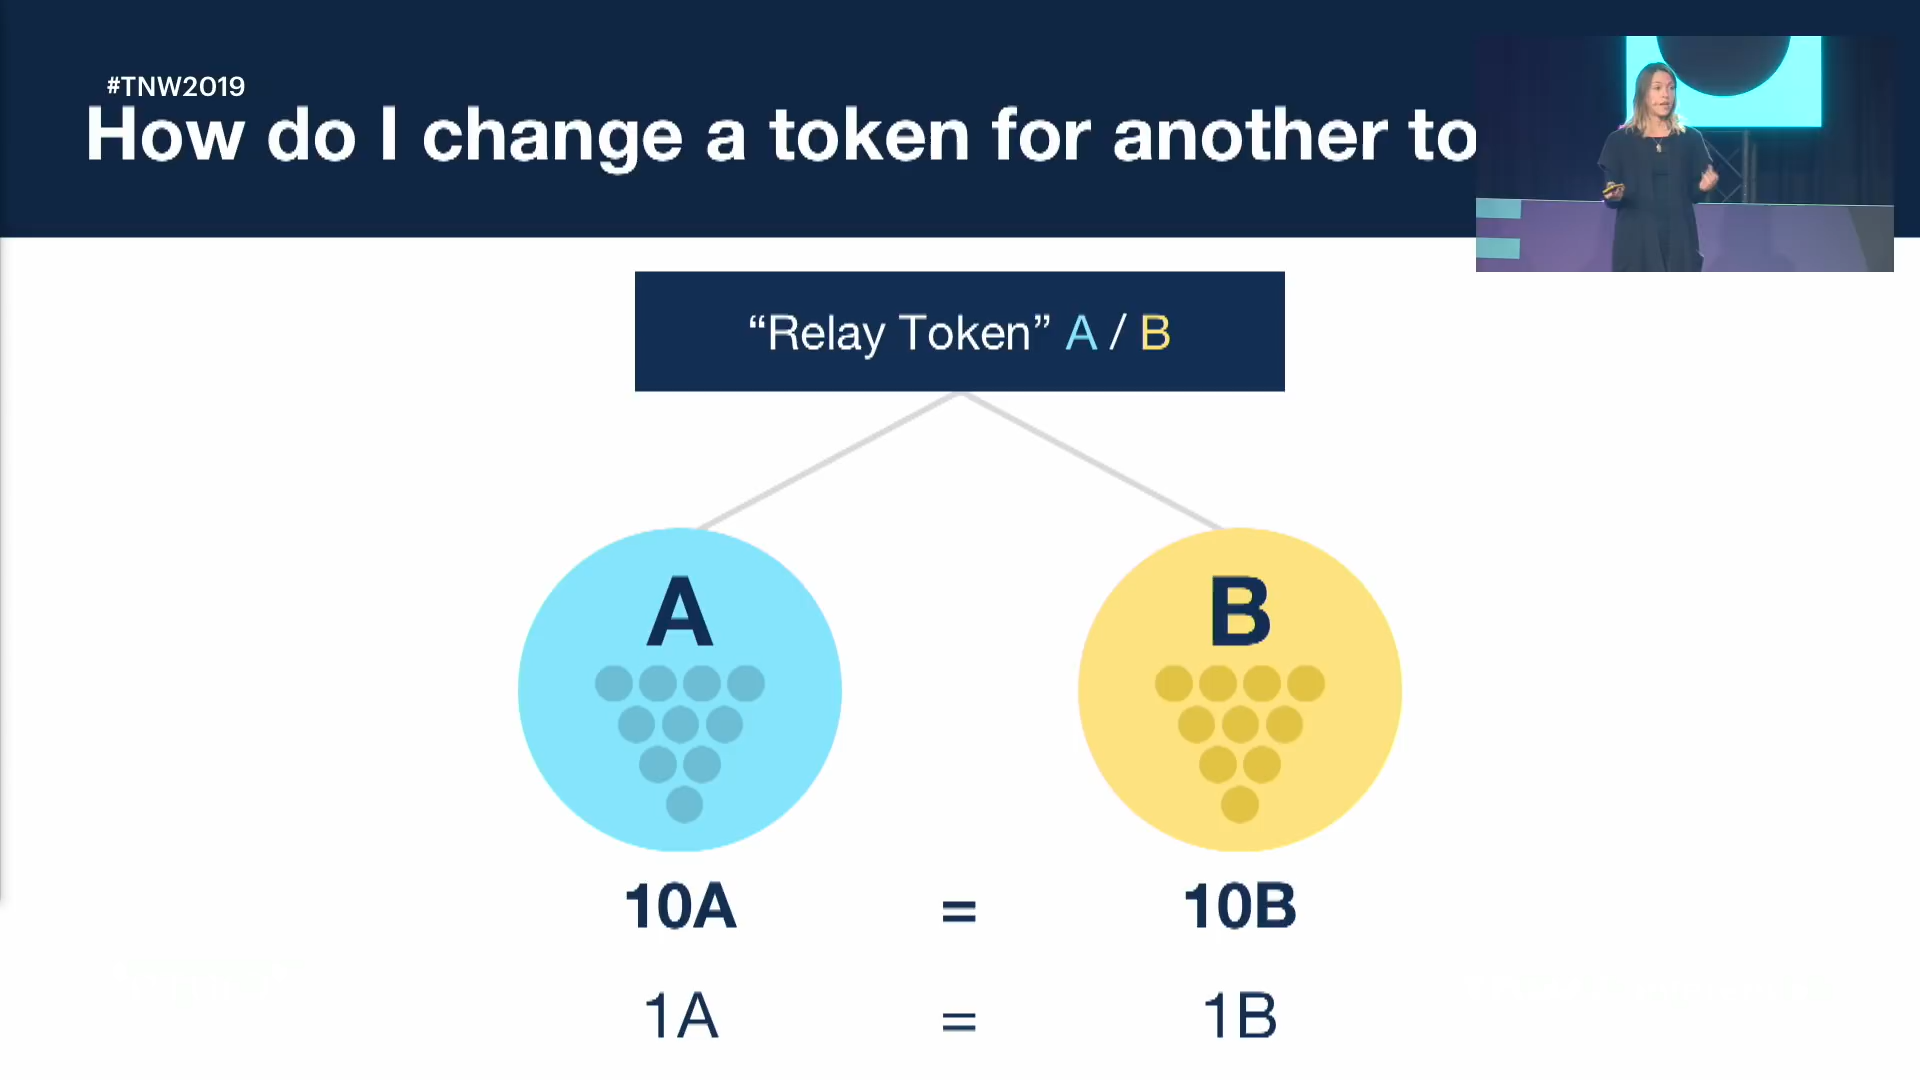 #TNW2019
How do I change a token for another to
“Relay Token” A / B
A
B
10A = 10B
1A = 1B